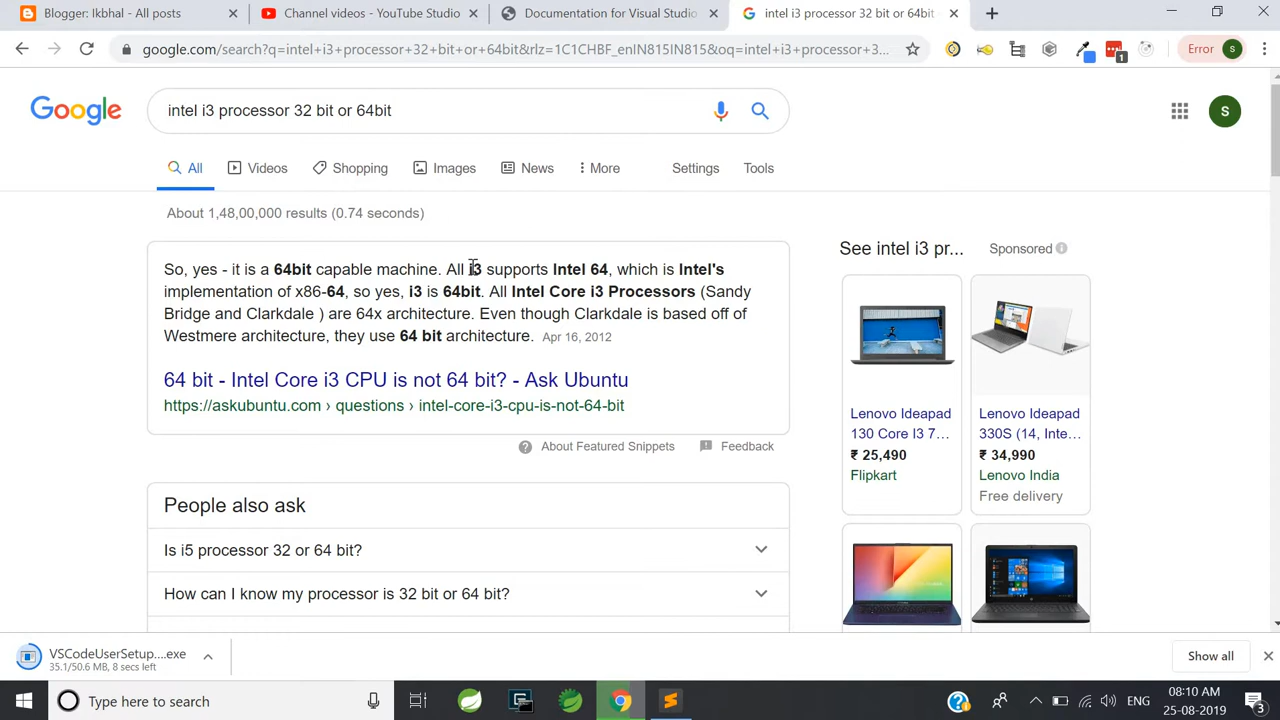 Blogger: Ikbhal - All posts
Channel videos - YouTube Studio
Documentation for Visual Studio
intel i3 processor 32 bit or 64bit
google.com/search?q=intel+i3+processor+32+bit+or+64bit&rlz=1C1CHBF_enIN815IN815&oq=intel+i3+processor+3...
1
Error
S
Google
intel i3 processor 32 bit or 64bit
S
All
Videos
Shopping
Images
News
More
Settings
Tools
About 1,48,00,000 results (0.74 seconds)
So, yes - it is a 64bit capable machine. All i3 supports Intel 64, which is Intel's
implementation of x86-64, so yes, i3 is 64bit. All Intel Core i3 Processors (Sandy
Bridge and Clarkdale ) are 64x architecture. Even though Clarkdale is based off of
Westmere architecture, they use 64 bit architecture. Apr 16, 2012
64 bit - Intel Core i3 CPU is not 64 bit? - Ask Ubuntu
https://askubuntu.com › questions › intel-core-i3-cpu-is-not-64-bit
About Featured Snippets
Feedback
People also ask
Is i5 processor 32 or 64 bit?
How can I know my processor is 32 bit or 64 bit?
See intel i3 pr...
Sponsored
Lenovo Ideapad
130 Core I3 7...
₹ 25,490
Flipkart
Lenovo Ideapad
330S (14, Inte...
₹ 34,990
Lenovo India
Free delivery
VSCodeUserSetup....exe
35.1/50.6 MB, 8 secs left
Show all
Type here to search
ENG
08:10 AM
25-08-2019
3